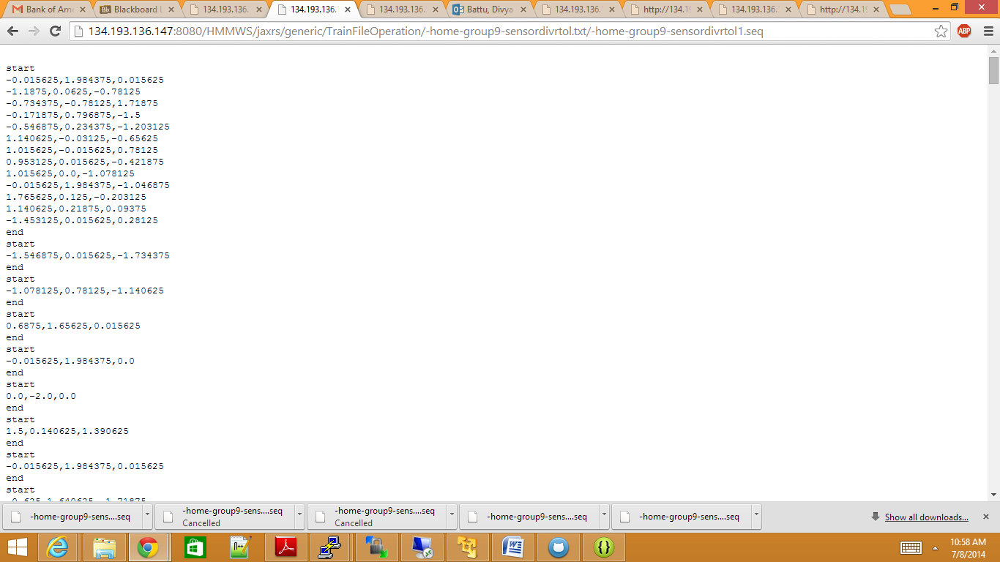 Bank of Ame
Blackboard L
134.193.136.
134.193.136.
134.193.136.
Battu, Divya
134.193.136.
http://134.19
134.193.136.
http://134.19
134.193.136.147:8080/HMMWS/jaxrs/generic/TrainFileOperation/-home-group9-sensordivrtol.txt/-home-group9-sensordivrtol1.seq
ABP
start
-0.015625,1.984375,0.015625
-1.1875,0.0625,-0.78125
-0.734375,-0.78125,1.71875
-0.171875,0.796875,-1.5
-0.546875,0.234375,-1.203125
1.140625,-0.03125,-0.65625
1.015625,-0.015625,0.78125
0.953125,0.015625,-0.421875
1.015625,0.0,-1.078125
-0.015625,1.984375,-1.046875
1.765625,0.125,-0.203125
1.140625,0.21875,0.09375
-1.453125,0.015625,0.28125
end
start
-1.546875,0.015625,-1.734375
end
start
-1.078125,0.78125,-1.140625
end
start
0.6875,1.65625,0.015625
end
start
-0.015625,1.984375,0.0
end
start
0.0,-2.0,0.0
end
start
1.5,0.140625,1.390625
end
start
-0.015625,1.984375,0.015625
end
start
-home-group9-sens....seq
-home-group9-sens....seq
Cancelled
-home-group9-sens....seq
Cancelled
-home-group9-sens....seq
-home-group9-sens....seq
Show all downloads...
10:58 AM
7/8/2014